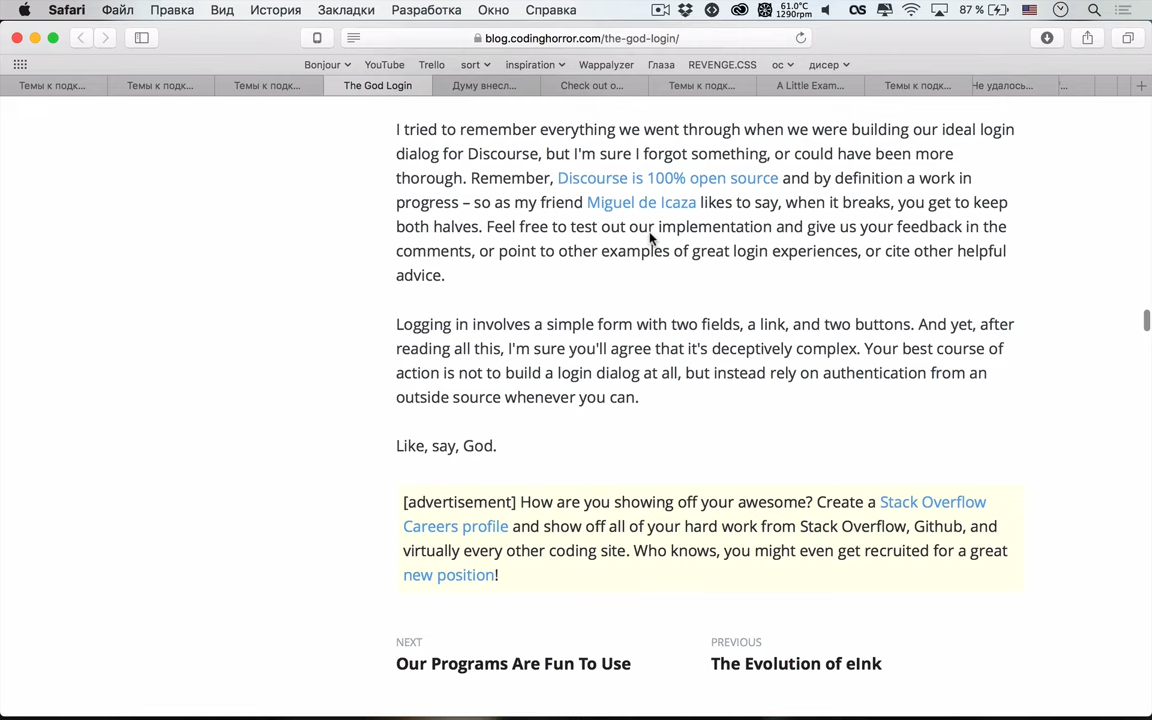 Safari Файл Правка Вид История Закладки Разработка Окно Справка 61.0°C 1290rpm OS 87 %
blog.codinghorror.com/the-god-login/
Bonjour YouTube Trello sort inspiration Wappalyzer Глаза REVENGE.CSS ос дисер
Темы к подк... Темы к подк... Темы к подк... The God Login Думу внесл... Check out o... Темы к подк... A Little Exam... Темы к подк... Не удалось... ...
I tried to remember everything we went through when we were building our ideal login
dialog for Discourse, but I'm sure I forgot something, or could have been more
thorough. Remember, Discourse is 100% open source and by definition a work in
progress – so as my friend Miguel de Icaza likes to say, when it breaks, you get to keep
both halves. Feel free to test out our implementation and give us your feedback in the
comments, or point to other examples of great login experiences, or cite other helpful
advice.
Logging in involves a simple form with two fields, a link, and two buttons. And yet, after
reading all this, I'm sure you'll agree that it's deceptively complex. Your best course of
action is not to build a login dialog at all, but instead rely on authentication from an
outside source whenever you can.
Like, say, God.
[advertisement] How are you showing off your awesome? Create a Stack Overflow
Careers profile and show off all of your hard work from Stack Overflow, Github, and
virtually every other coding site. Who knows, you might even get recruited for a great
new position!
NEXT PREVIOUS
Our Programs Are Fun To Use The Evolution of eInk